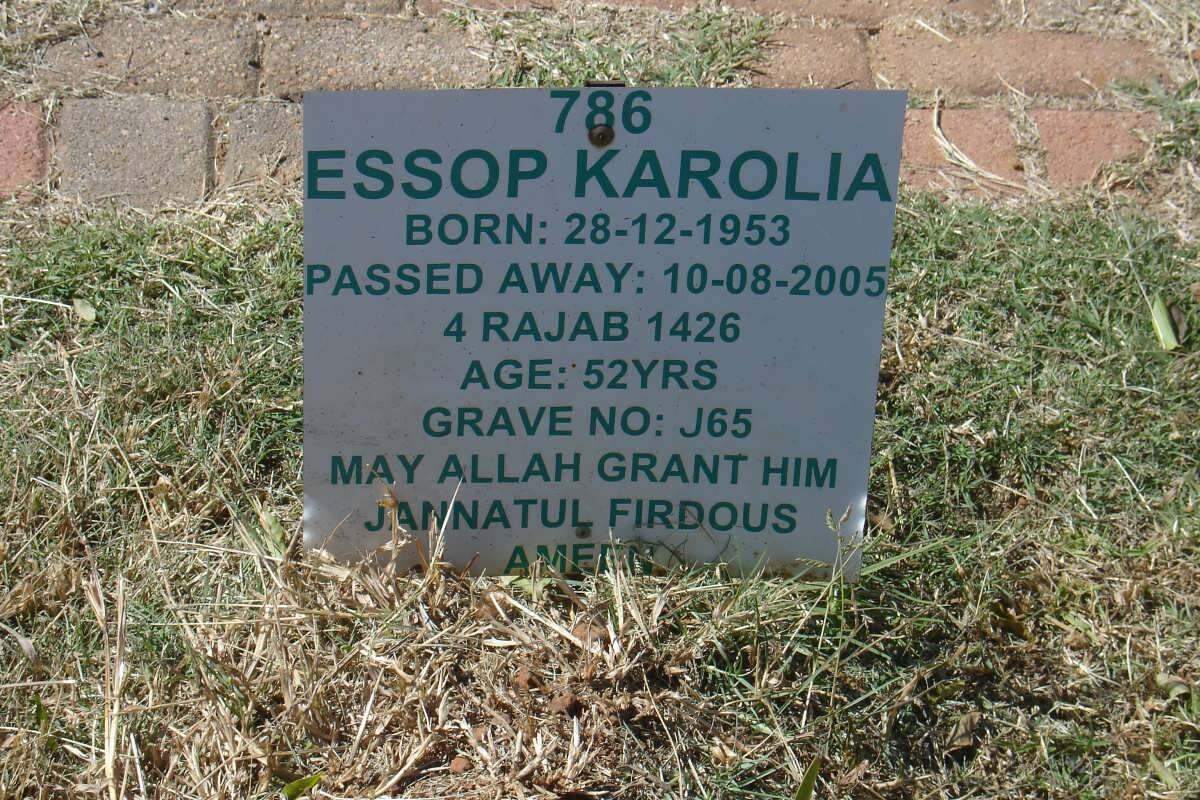 786
ESSOP KAROLIA
BORN: 28-12-1953
PASSED AWAY: 10-08-2005
4 RAJAB 1426
AGE: 52YRS
GRAVE NO: J65
MAY ALLAH GRANT HIM
JANNATUL FIRDOUS
AMEEN